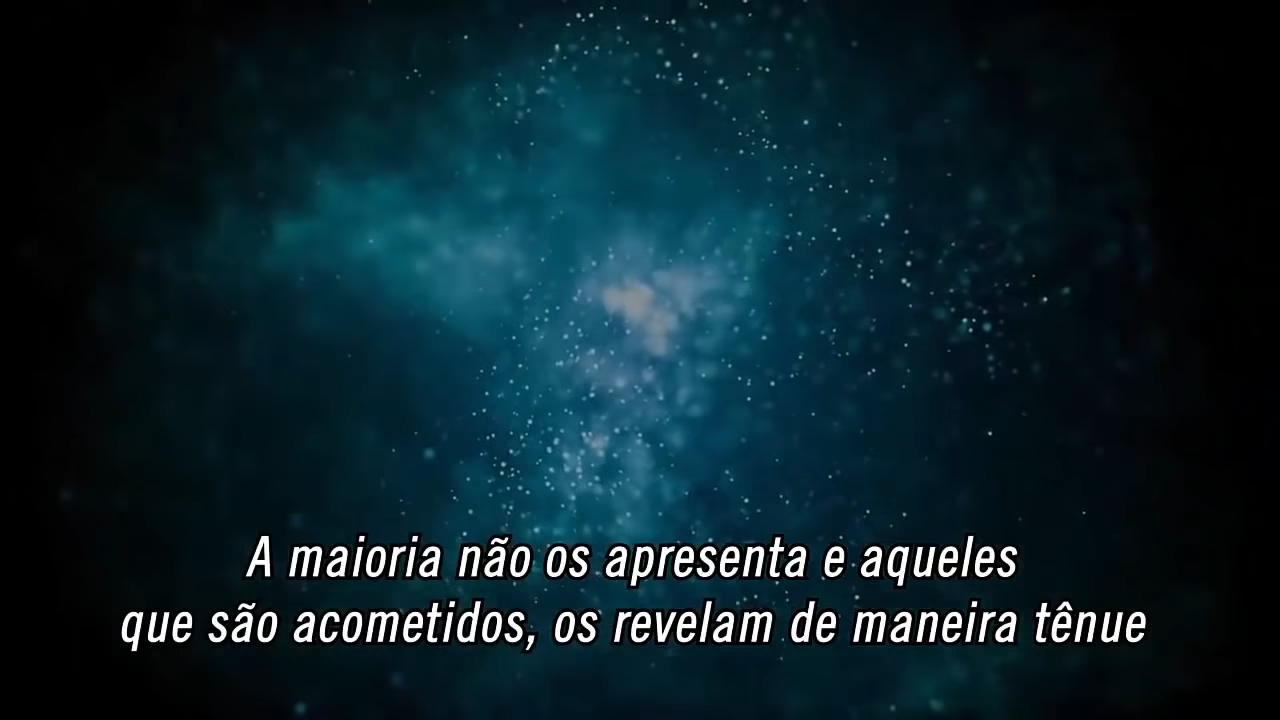 A maioria não os apresenta e aqueles
que são acometidos, os revelam de maneira tênue